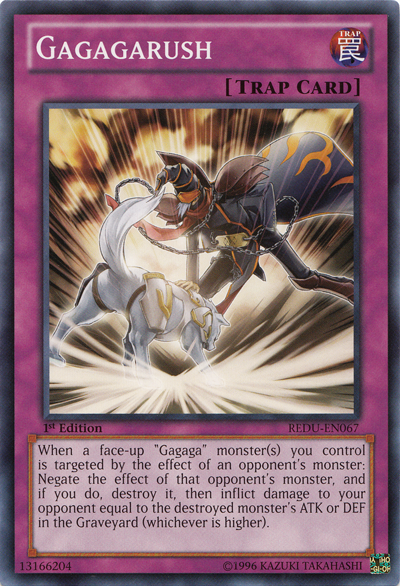 GAGAGARUSH
TRAP
罠
[TRAP CARD]
1st Edition
REDU-EN067
When a face-up "Gagaga" monster(s) you control
is targeted by the effect of an opponent's monster:
Negate the effect of that opponent's monster, and
if you do, destroy it, then inflict damage to your
opponent equal to the destroyed monster's ATK or DEF
in the Graveyard (whichever is higher).
13166204
©1996 KAZUKI TAKAHASHI